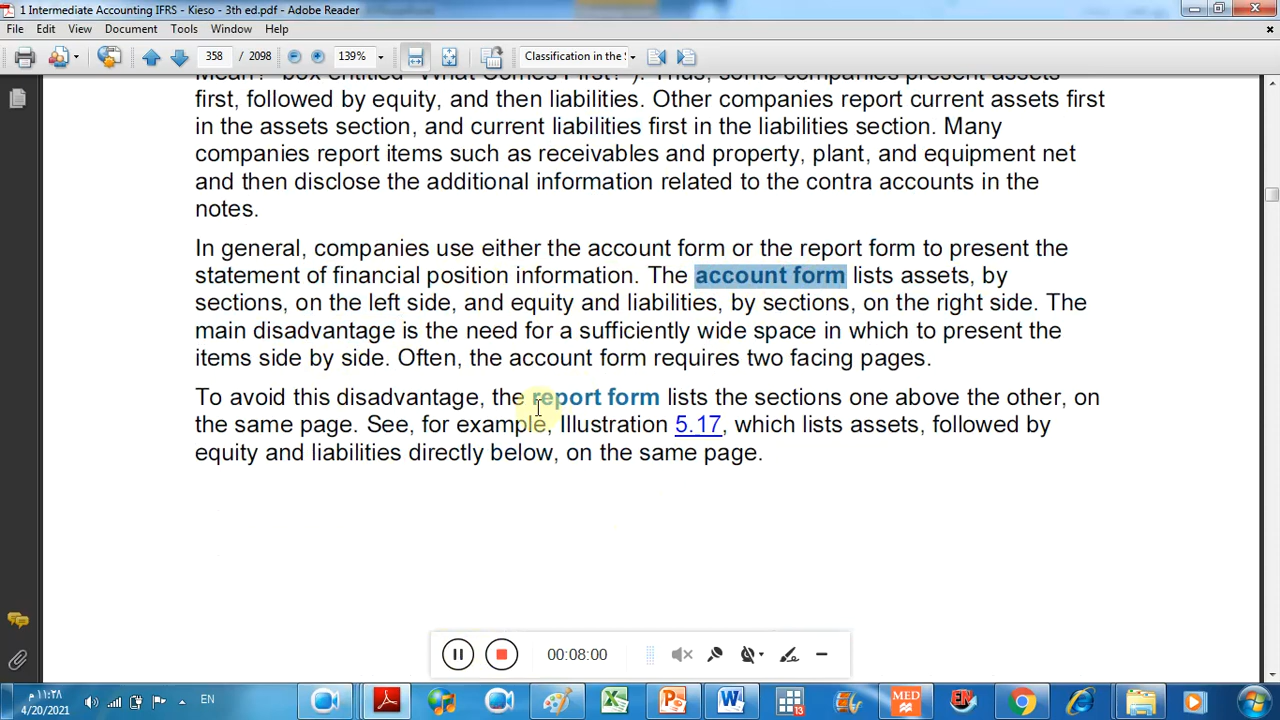 1 Intermediate Accounting IFRS - Kieso - 3th ed.pdf - Adobe Reader
File Edit View Document Tools Window Help
358 / 2098 139% Classification in the
first, followed by equity, and then liabilities. Other companies report current assets first
in the assets section, and current liabilities first in the liabilities section. Many
companies report items such as receivables and property, plant, and equipment net
and then disclose the additional information related to the contra accounts in the
notes.
In general, companies use either the account form or the report form to present the
statement of financial position information. The account form lists assets, by
sections, on the left side, and equity and liabilities, by sections, on the right side. The
main disadvantage is the need for a sufficiently wide space in which to present the
items side by side. Often, the account form requires two facing pages.
To avoid this disadvantage, the report form lists the sections one above the other, on
the same page. See, for example, Illustration 5.17, which lists assets, followed by
equity and liabilities directly below, on the same page.
00:08:00
١١:٢٨ م
4/20/2021
EN
MED